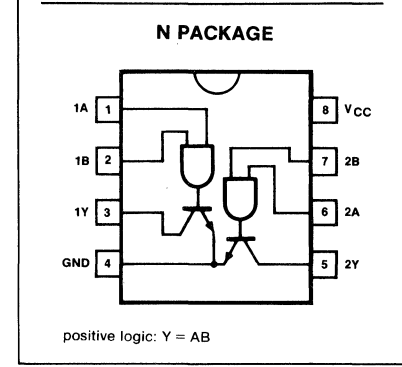 N PACKAGE
1A 1 8 VCC
1B 2 7 2B
1Y 3 6 2A
GND 4 5 2Y
positive logic: Y = AB